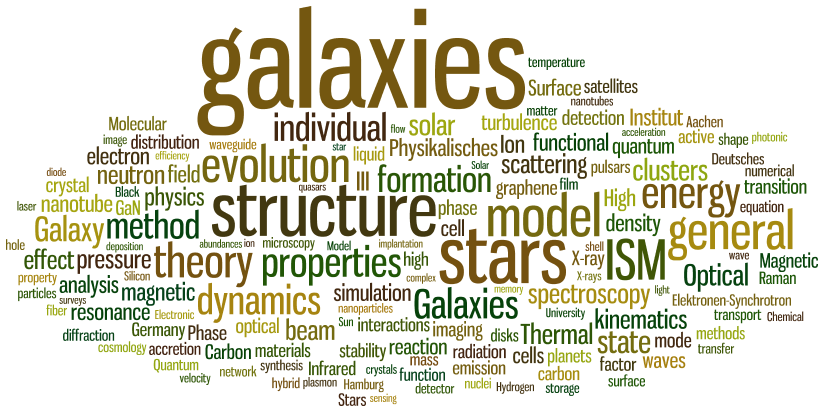 galaxies
temperature
Surface satellites
nanotubes
Molecular
individual
flow
solar
turbulence
matter
detection
Institut
Aachen
image
distribution
waveguide
star
liquid
Physikalisches
Ion
functional
acceleration
quantum
active
shape
photonic
electron
efficiency
neutron
field
evolution
III
Solar
formation
scattering
pulsars
clusters
Deutsches
numerical
diode
crystal
Black
physics
quasars
graphene
film
High
energy
transition
laser
nanotube
GaN
structure
phase
model
density
equation
Galaxy
method
cell
general
hole
deposition
abundances
ion
microscopy
Model
implantation
stars
shell
X-ray
ISM
wave
Magnetic
effect
pressure
theory
properties
high
complex
X-rays
Optical
Raman
property
Silicon
particles
surveys
analysis
magnetic
dynamics
simulation
nanoparticles
memory
spectroscopy
light
Elektronen-Synchrotron
fiber
resonance
Electronic
Galaxies
University
kinematics
transport
Chemical
diffraction
Germany
Phase
optical
beam
Sun
interactions
imaging
disks
Thermal
state
mode
methods
transfer
cosmology
accretion
Carbon
materials
stability
reaction
mass
radiation
cells
planets
factor
waves
Quantum
velocity
network
synthesis
Infrared
crystals
function
emission
carbon
surface
hybrid
plasmon
Hamburg
detector
nuclei
Hydrogen
storage
Stars
sensing